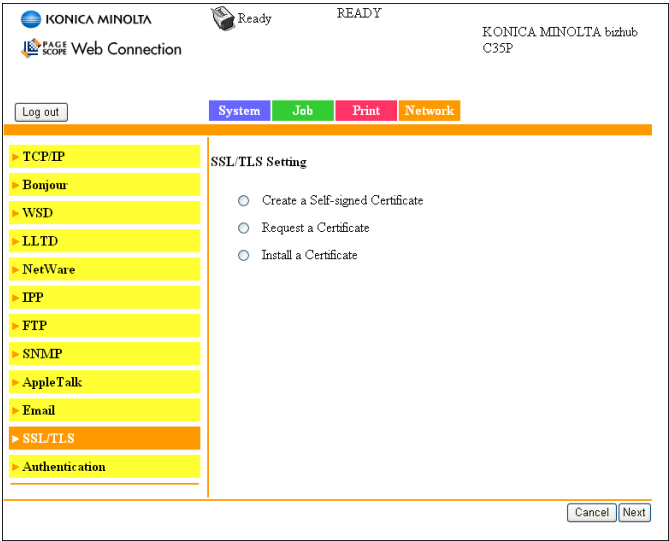 KONICA MINOLTA
PAGE SCOPE Web Connection
Ready
READY
KONICA MINOLTA bizhub
C35P
Log out
System
Job
Print
Network
TCP/IP
Bonjour
WSD
LLTD
NetWare
IPP
FTP
SNMP
AppleTalk
Email
SSL/TLS
Authentication
SSL/TLS Setting
Create a Self-signed Certificate
Request a Certificate
Install a Certificate
Cancel
Next